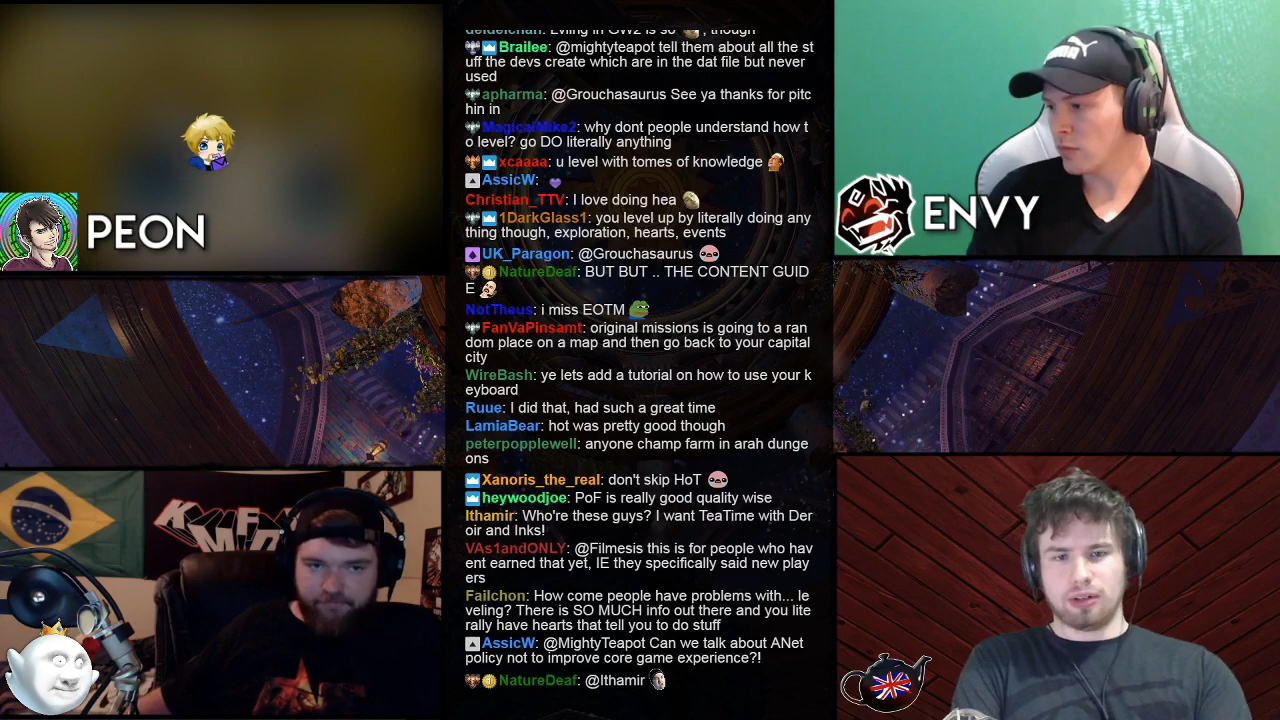 deldelchan: Lvling in GW2 is so , though
Brailee: @mightyteapot tell them about all the st
uff the devs create which are in the dat file but never
used
apharma: @Grouchasaurus See ya thanks for pitc
hin in
MagicalMike2: why dont people understand how t
o level? go DO literally anything
xcaaaa: u level with tomes of knowledge
AssicW:
Christian_TTV: I love doing hea
1DarkGlass1: you level up by literally doing any
thing though, exploration, hearts, events
UK_Paragon: @Grouchasaurus
NatureDeaf: BUT BUT .. THE CONTENT GUID
E
NotTheus: i miss EOTM
FanVaPinsamt: original missions is going to a ran
dom place on a map and then go back to your capital
city
WireBash: ye lets add a tutorial on how to use your k
eyboard
Ruue: I did that, had such a great time
LamiaBear: hot was pretty good though
peterpopplewell: anyone champ farm in arah dunge
ons
Xanoris_the_real: don't skip HoT
heywoodjoe: PoF is really good quality wise
Ithamir: Who're these guys? I want TeaTime with Der
oir and Inks!
VAs1andONLY: @Filmesis this is for people who hav
ent earned that yet, IE they specifically said new play
ers
Failchon: How come people have problems with... le
veling? There is SO MUCH info out there and you lite
rally have hearts that tell you to do stuff
AssicW: @MightyTeapot Can we talk about ANet
policy not to improve core game experience?!
NatureDeaf: @Ithamir
PEON
ENVY
PUMA